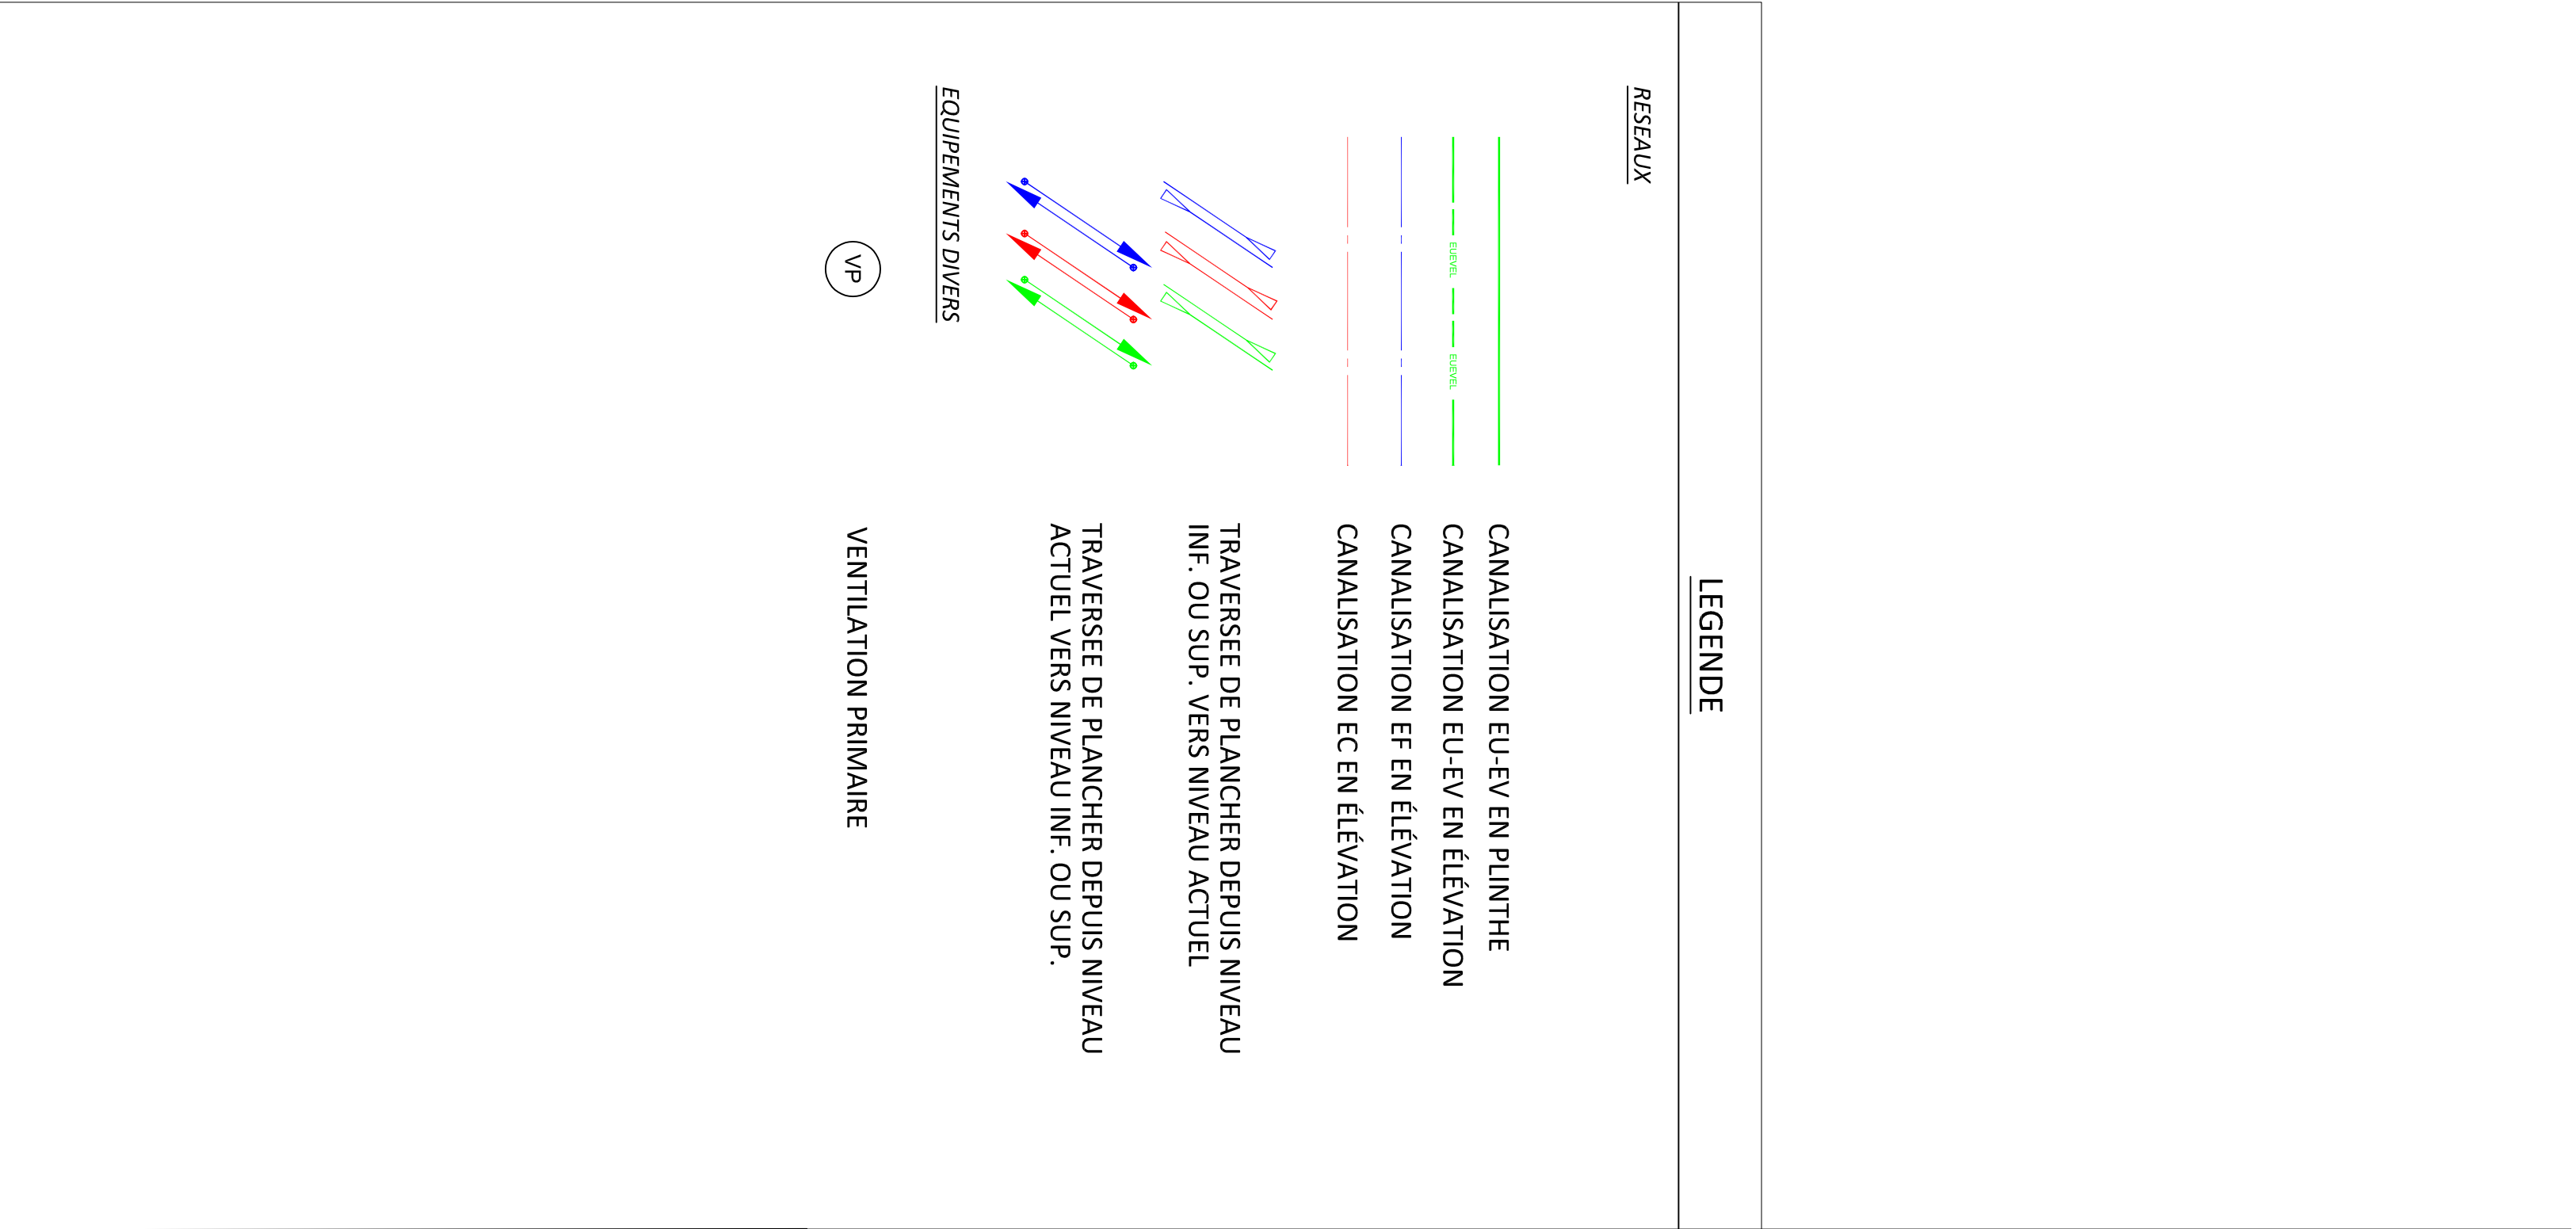 LEGENDE
RESEAUX
CANALISATION EU-EV EN PLINTHE
EUEVEL EUEVEL
CANALISATION EU-EV EN ÉLÉVATION
CANALISATION EF EN ÉLÉVATION
CANALISATION EC EN ÉLÉVATION
TRAVERSEE DE PLANCHER DEPUIS NIVEAU
INF. OU SUP. VERS NIVEAU ACTUEL
TRAVERSEE DE PLANCHER DEPUIS NIVEAU
ACTUEL VERS NIVEAU INF. OU SUP.
EQUIPEMENTS DIVERS
VP
VENTILATION PRIMAIRE